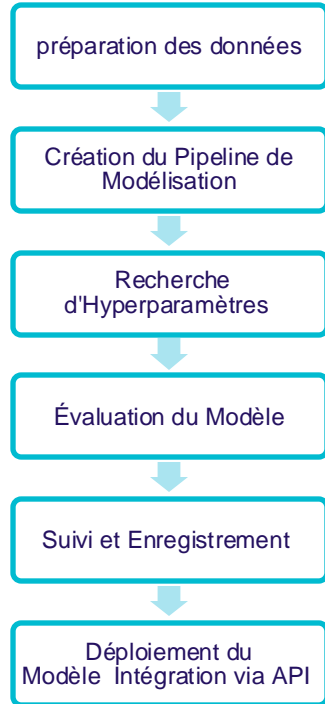 préparation des données
Création du Pipeline de
Modélisation
Recherche
d'Hyperparamètres
Évaluation du Modèle
Suivi et Enregistrement
Déploiement du
Modèle Intégration via API